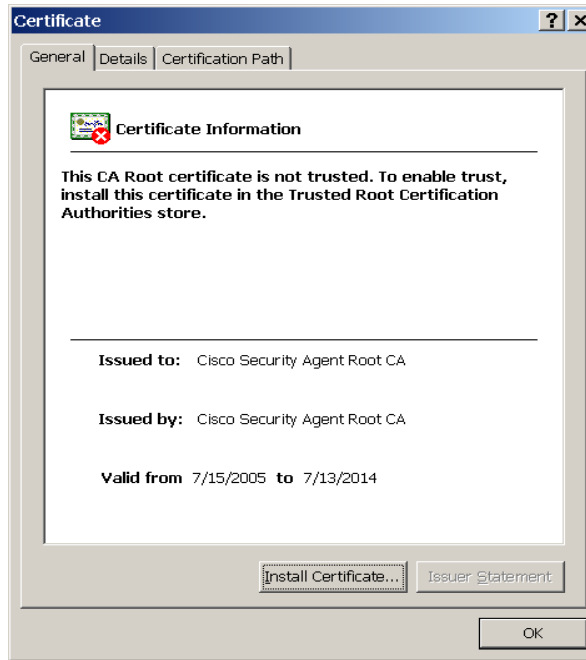 Certificate
General Details Certification Path
Certificate Information
This CA Root certificate is not trusted. To enable trust,
install this certificate in the Trusted Root Certification
Authorities store.
Issued to: Cisco Security Agent Root CA
Issued by: Cisco Security Agent Root CA
Valid from 7/15/2005 to 7/13/2014
Install Certificate... Issuer Statement
OK